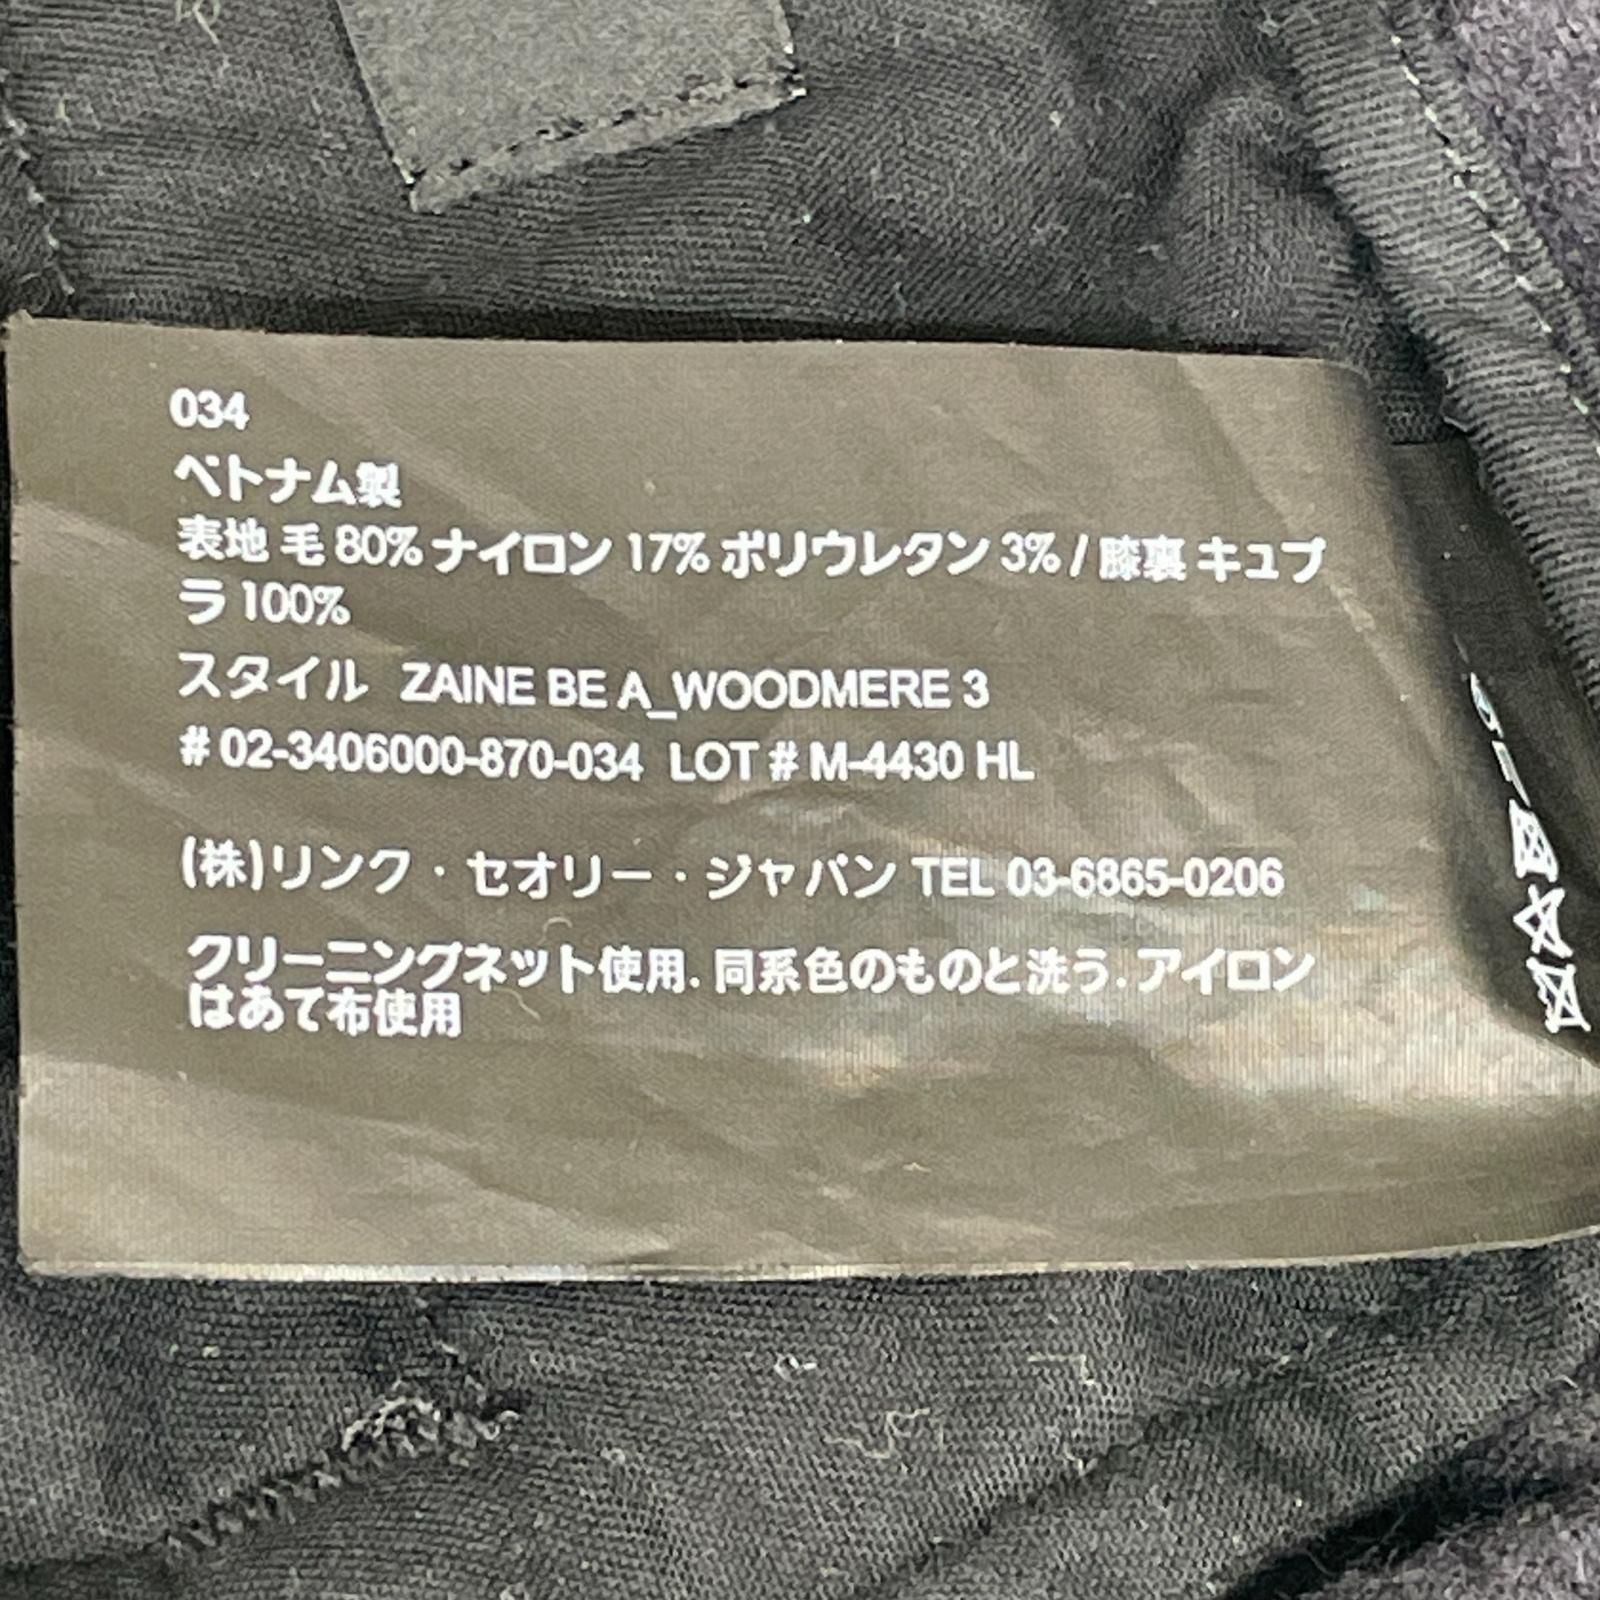 034
ベトナム製
表地 毛 80% ナイロン 17% ポリウレタン 3% / 膝裏 キュプ
ラ 100%
スタイル ZAINE BE A_WOODMERE 3
# 02-3406000-870-034 LOT # M-4430 HL
(株)リンク・セオリー・ジャパン TEL 03-6865-0206
クリーニングネット使用. 同系色のものと洗う. アイロン
はあて布使用